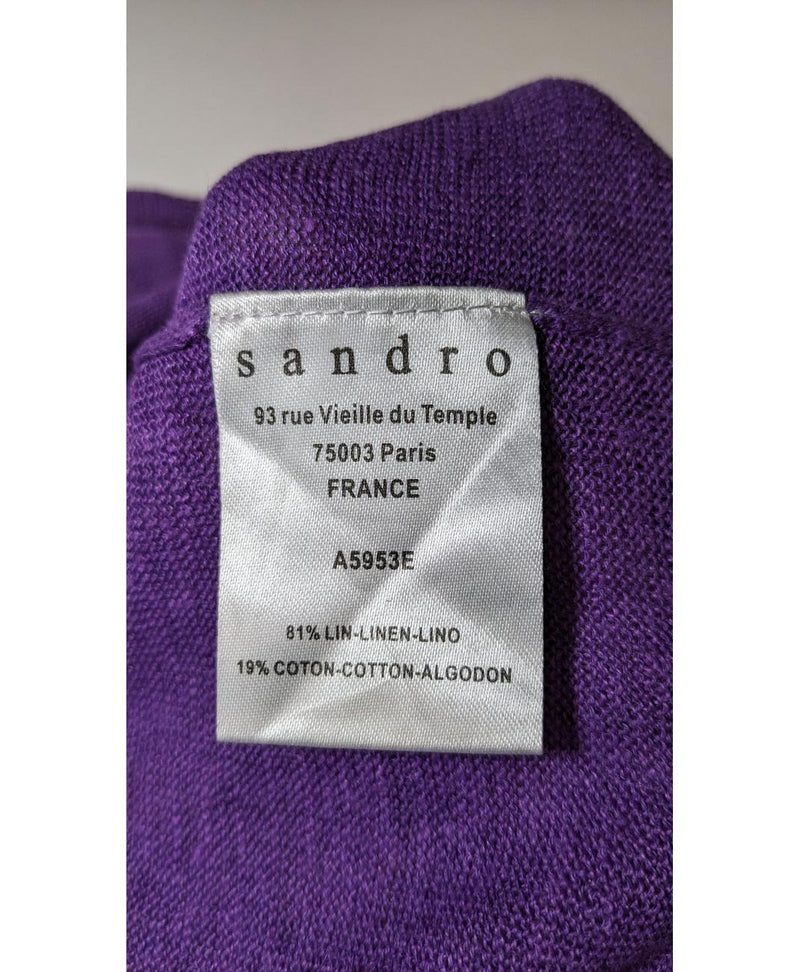 sandro
93 rue Vieille du Temple
75003 Paris
FRANCE
A5953E
81% LIN-LINEN-LINO
19% COTON-COTTON-ALGODON